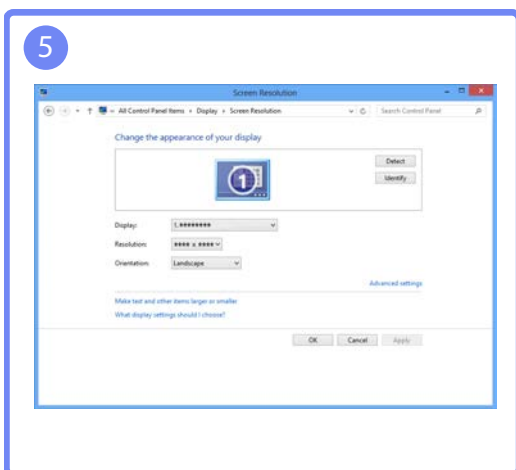 5
Screen Resolution
« All Control Panel Items › Display › Screen Resolution
Search Control Panel
Change the appearance of your display
1
Detect
Identify
Display: 1.********
Resolution: **** x ****
Orientation: Landscape
Advanced settings
Make text and other items larger or smaller
What display settings should I choose?
OK Cancel Apply